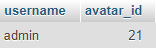 username avatar_id
admin 21